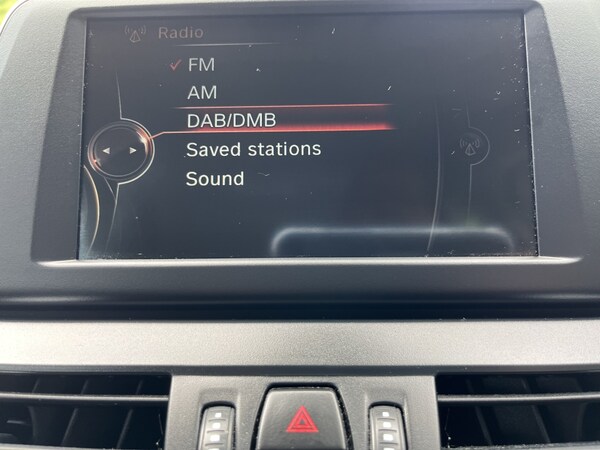 Radio
FM
AM
DAB/DMB
Saved stations
Sound